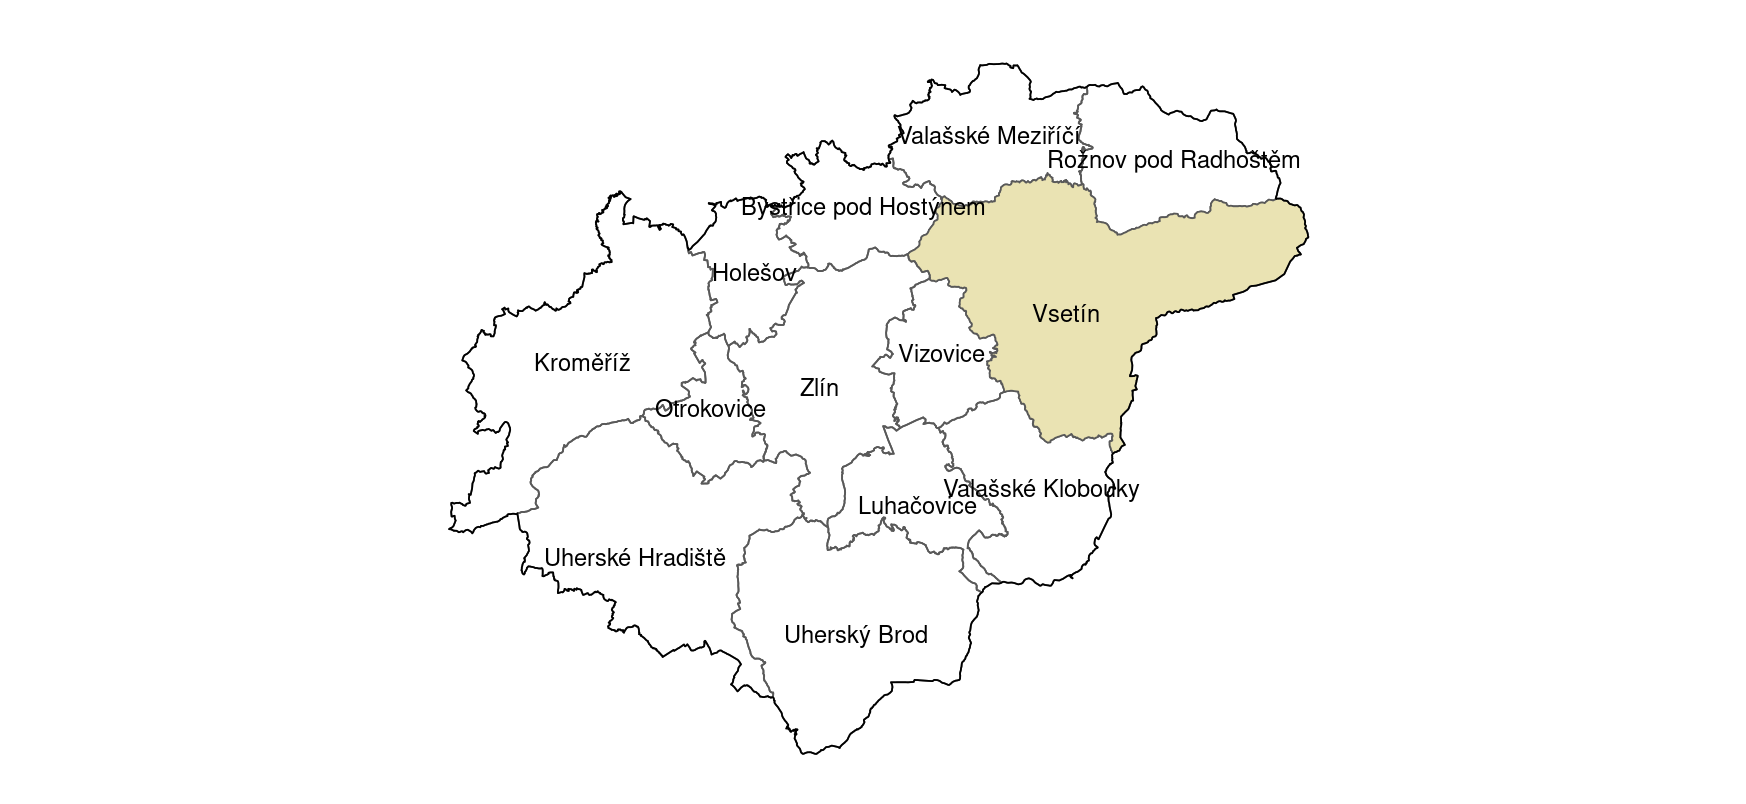 Valašské Meziříčí
Rožnov pod Radhoštěm
Bystřice pod Hostýnem
Holešov
Vsetín
Vizovice
Kroměříž
Zlín
Otrokovice
Valašské Klobouky
Luhačovice
Uherské Hradiště
Uherský Brod